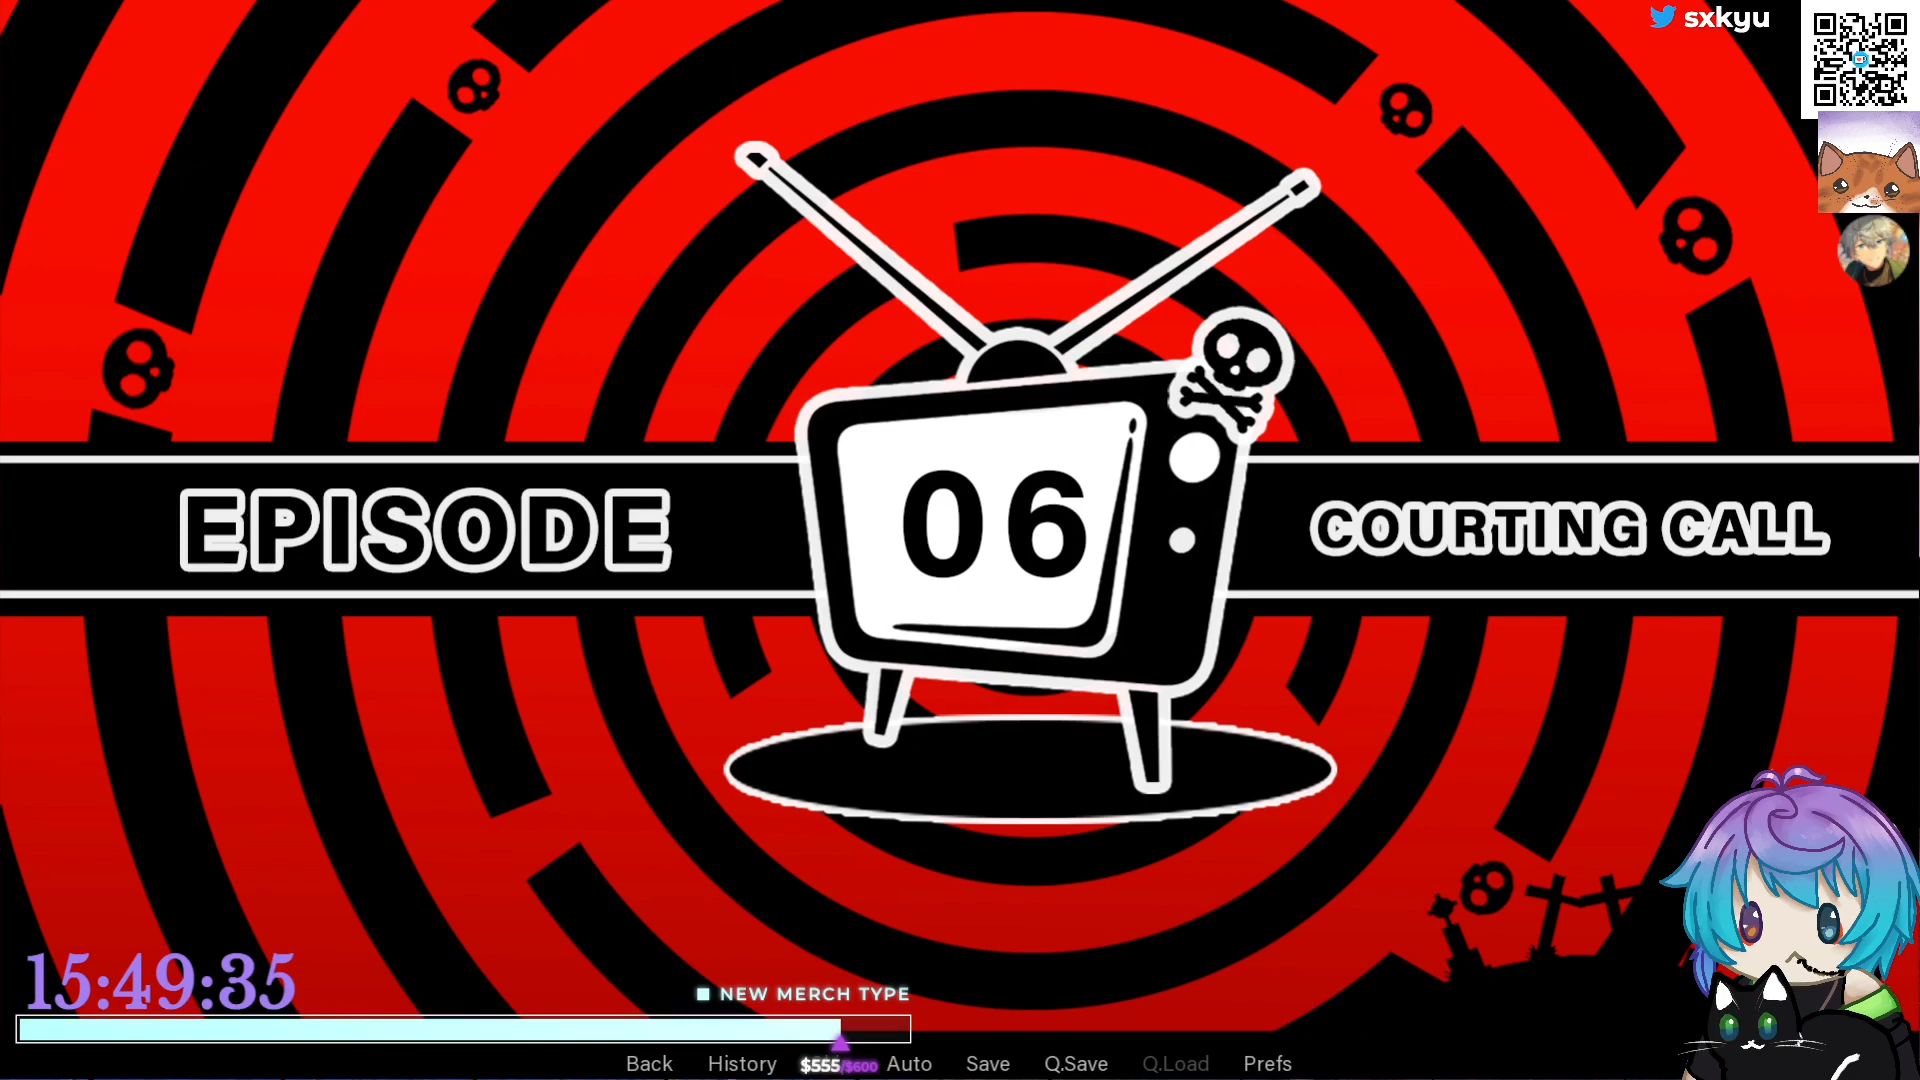 sxkyu
EPISODE
06
COURTING CALL
15:49:35
NEW MERCH TYPE
$555/$600
Back
History
Auto
Save
Q.Save
Q.Load
Prefs